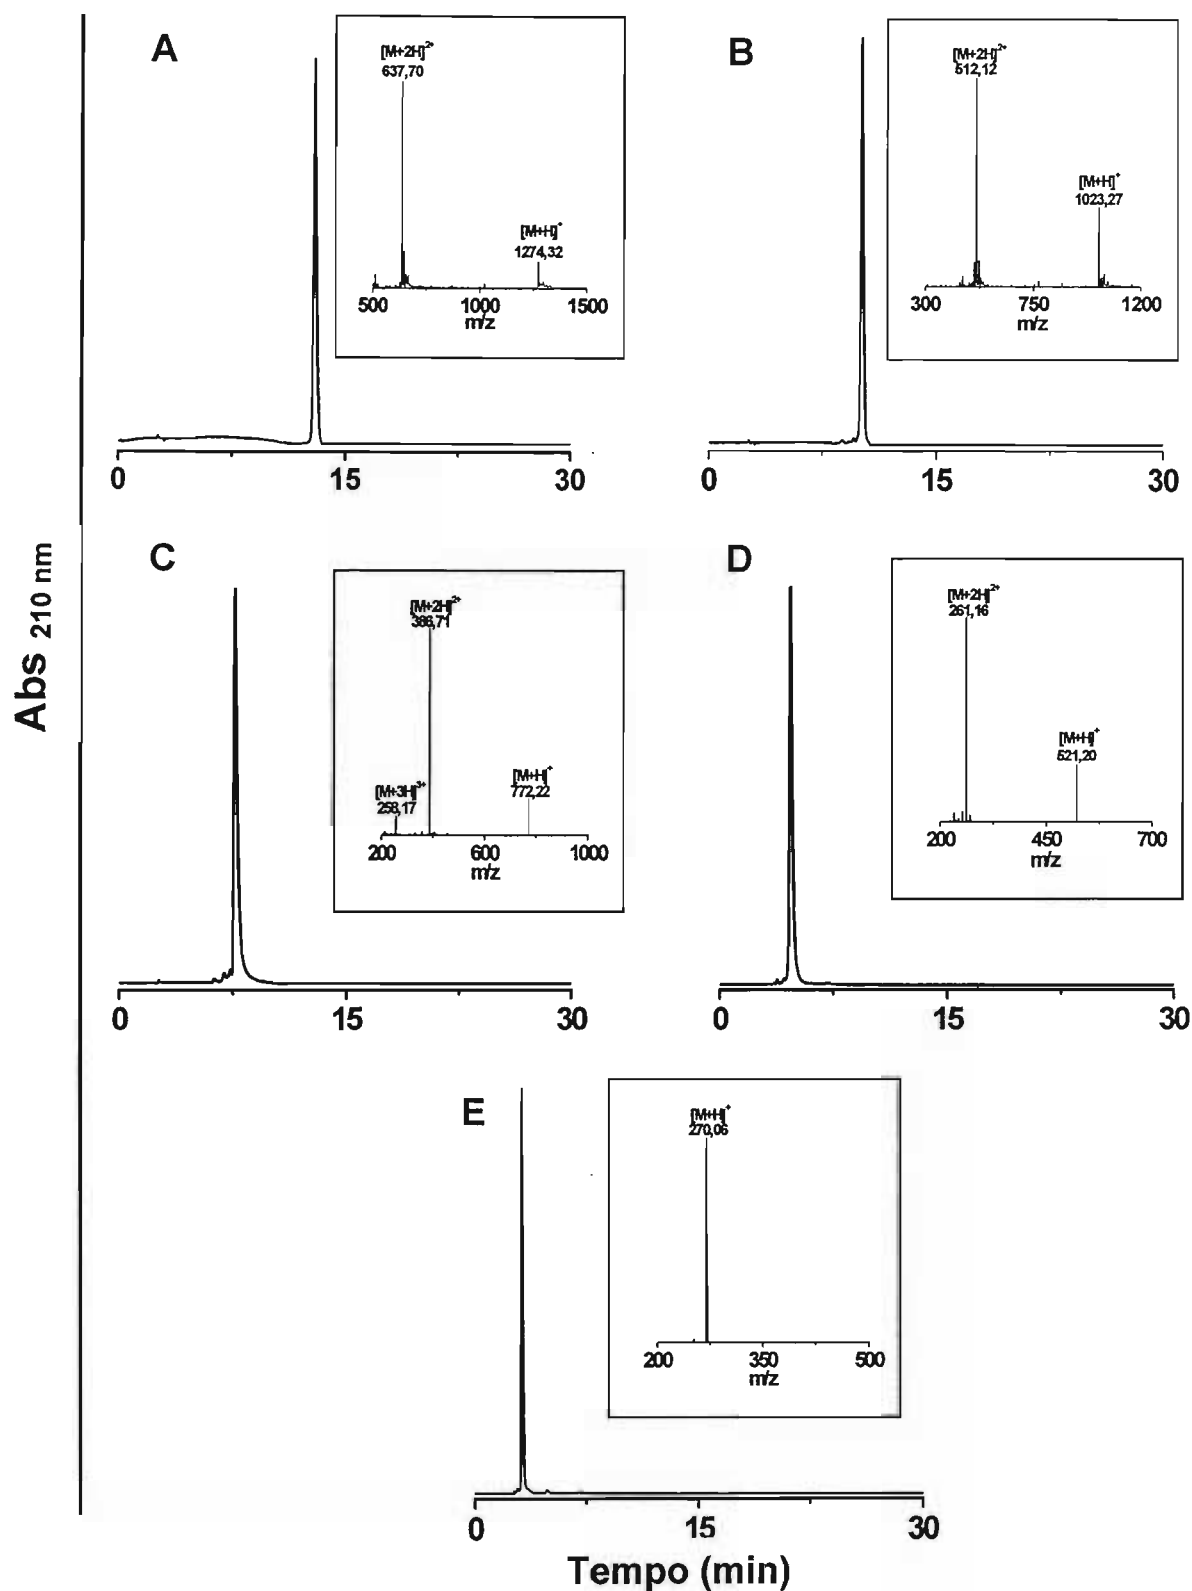 Abs 210 nm
A
[M+2H]²⁺
637,70
[M+H]⁺
1274,32
500 1000 1500
m/z
0 15 30
B
[M+2H]²⁺
512,12
[M+H]⁺
1023,27
300 750 1200
m/z
0 15 30
C
[M+2H]²⁺
386,71
[M+3H]³⁺
258,17
[M+H]⁺
772,22
200 600 1000
m/z
0 15 30
D
[M+2H]²⁺
261,16
[M+H]⁺
521,20
200 450 700
m/z
0 15 30
E
[M+H]⁺
270,06
200 350 500
m/z
0 15 30
Tempo (min)